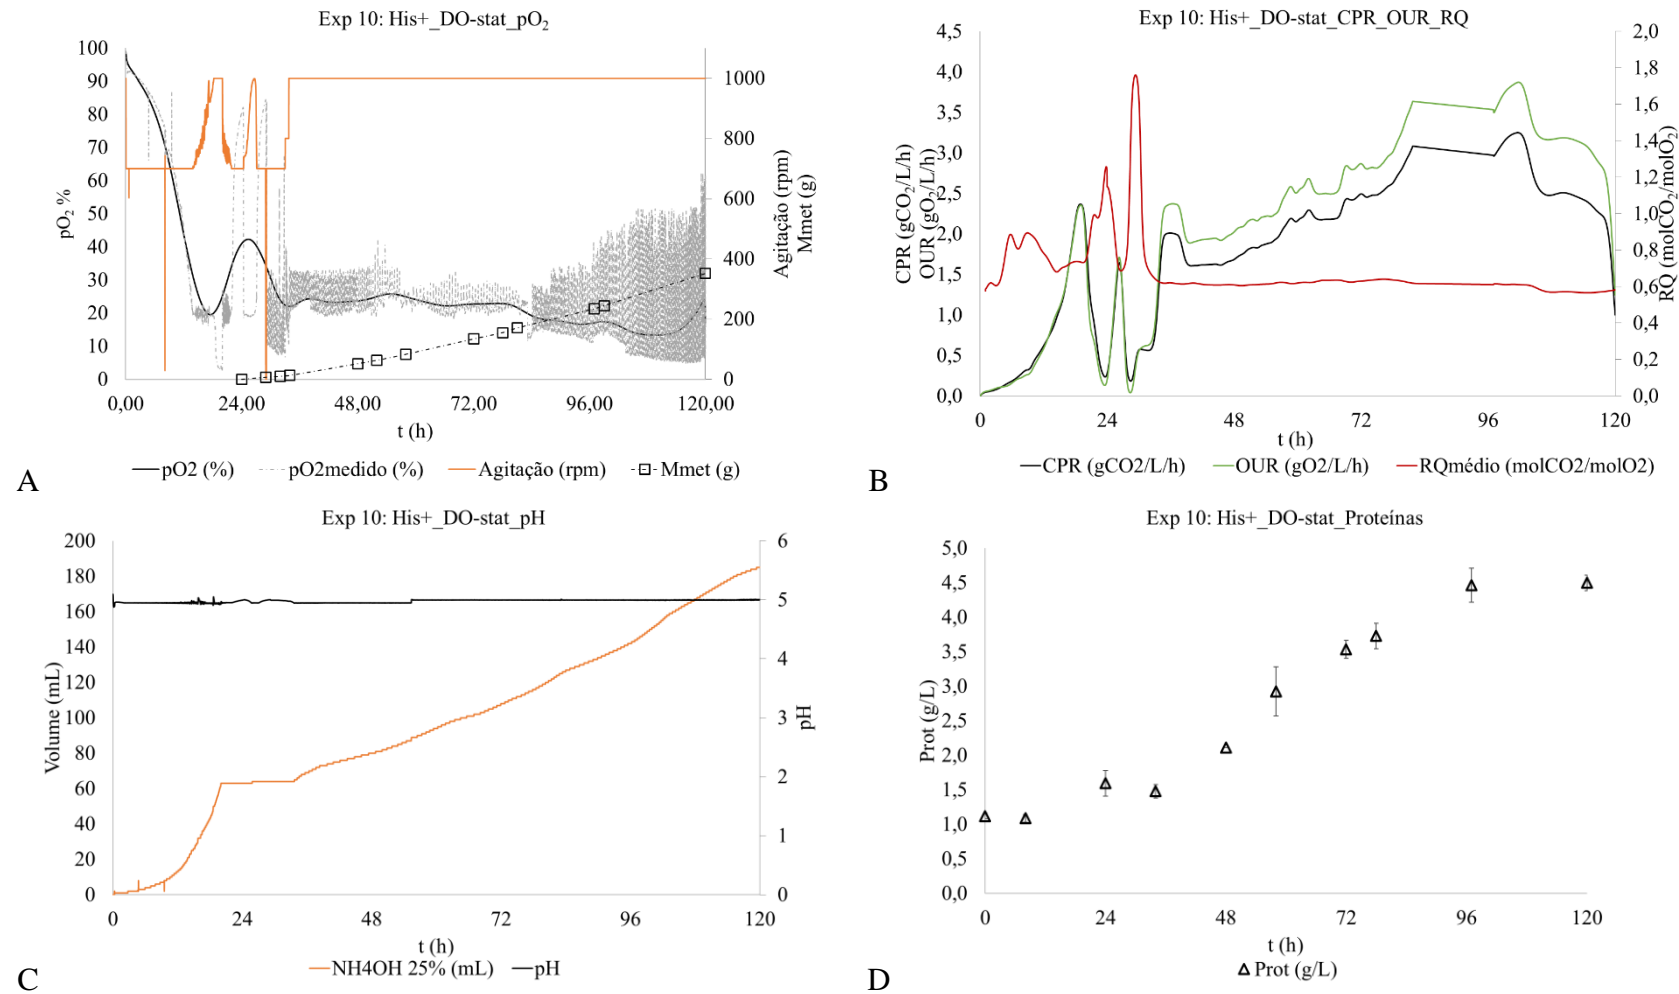 Exp 10: His+_DO-stat_pO2
100
90
80
70
60
50
40
30
20
10
0
pO2 %
1000
800
600
400
200
0
Agitação (rpm)
Mmet (g)
0,00 24,00 48,00 72,00 96,00 120,00
t (h)
pO2 (%) pO2medido (%) Agitação (rpm) Mmet (g)
A
Exp 10: His+_DO-stat_CPR_OUR_RQ
4,5
4,0
3,5
3,0
2,5
2,0
1,5
1,0
0,5
0,0
CPR (gCO2/L/h)
OUR (gO2/L/h)
2,0
1,8
1,6
1,4
1,2
1,0
0,8
0,6
0,4
0,2
0,0
RQ (molCO2/molO2)
0 24 48 72 96 120
t (h)
CPR (gCO2/L/h) OUR (gO2/L/h) RQmédio (molCO2/molO2)
B
Exp 10: His+_DO-stat_pH
200
180
160
140
120
100
80
60
40
20
0
Volume (mL)
6
5
4
3
2
1
0
pH
0 24 48 72 96 120
t (h)
NH4OH 25% (mL) pH
C
Exp 10: His+_DO-stat_Proteínas
5,0
4,5
4,0
3,5
3,0
2,5
2,0
1,5
1,0
0,5
0,0
Prot (g/L)
0 24 48 72 96 120
t (h)
Prot (g/L)
D